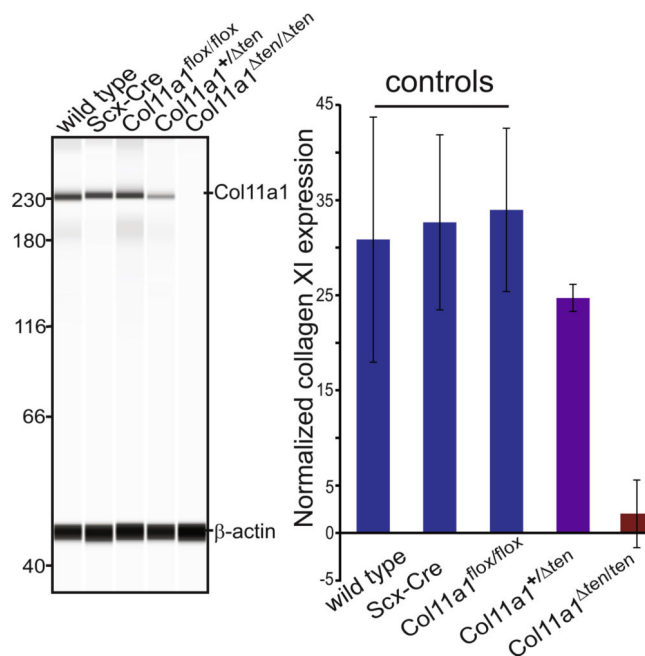 wild type
Scx-Cre
Col11a1flox/flox
Col11a1+/Δten
Col11a1Δten/Δten
230
180
116
66
40
Col11a1
β-actin
controls
Normalized collagen XI expression
45
35
25
15
5
0
-5
wild type
Scx-Cre
Col11a1flox/flox
Col11a1+/Δten
Col11a1Δten/ten